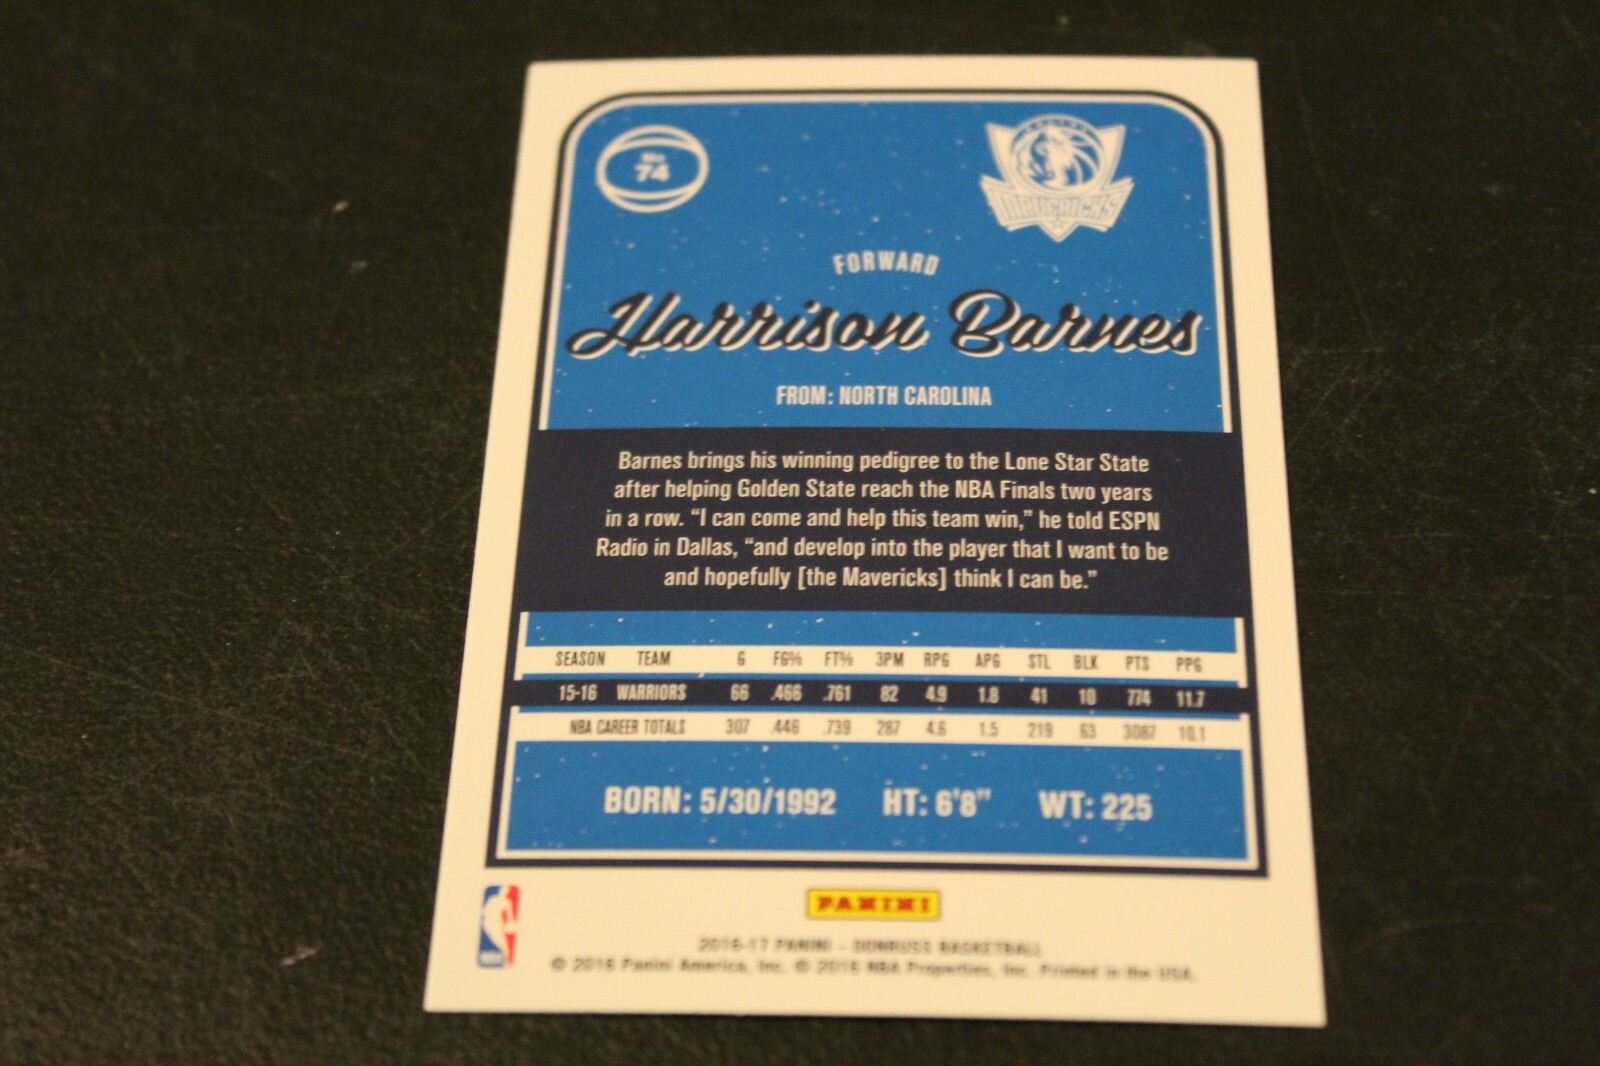 No
74
MAVERICKS
FORWARD
Harrison Barnes
FROM: NORTH CAROLINA
Barnes brings his winning pedigree to the Lone Star State
after helping Golden State reach the NBA Finals two years
in a row. “I can come and help this team win,” he told ESPN
Radio in Dallas, “and develop into the player that I want to be
and hopefully [the Mavericks] think I can be.”
SEASON TEAM G FG% FT% 3PM RPG APG STL BLK PTS PPG
15-16 WARRIORS 66 .466 .761 82 4.9 1.8 41 10 774 11.7
NBA CAREER TOTALS 307 .446 .739 287 4.6 1.5 219 63 3087 10.1
BORN: 5/30/1992 HT: 6'8" WT: 225
PANINI
2016-17 PANINI - DONRUSS BASKETBALL
© 2016 Panini America, Inc. © 2016 NBA Properties, Inc. Printed in the USA.